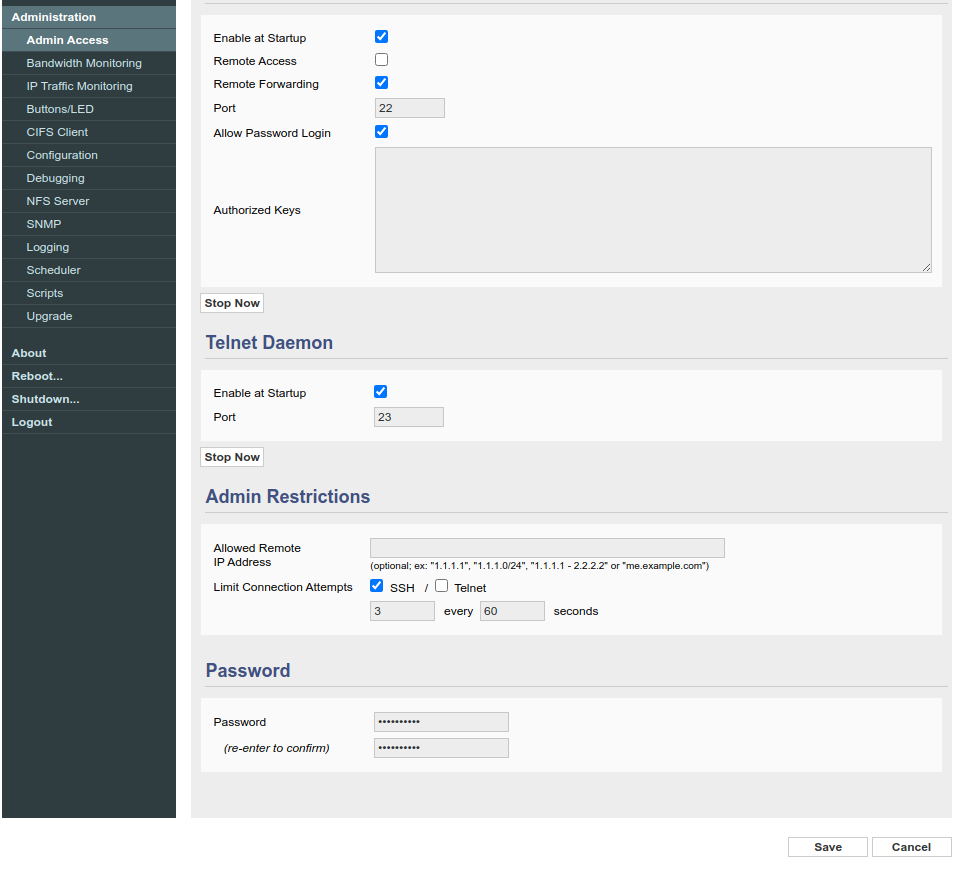 Administration
Admin Access
Bandwidth Monitoring
IP Traffic Monitoring
Buttons/LED
CIFS Client
Configuration
Debugging
NFS Server
SNMP
Logging
Scheduler
Scripts
Upgrade
About
Reboot...
Shutdown...
Logout
Enable at Startup
Remote Access
Remote Forwarding
Port 22
Allow Password Login
Authorized Keys
Stop Now
Telnet Daemon
Enable at Startup
Port 23
Stop Now
Admin Restrictions
Allowed Remote
IP Address
(optional; ex: "1.1.1.1", "1.1.1.0/24", "1.1.1.1 - 2.2.2.2" or "me.example.com")
Limit Connection Attempts SSH / Telnet
3 every 60 seconds
Password
Password ••••••••••
(re-enter to confirm) ••••••••••
Save Cancel